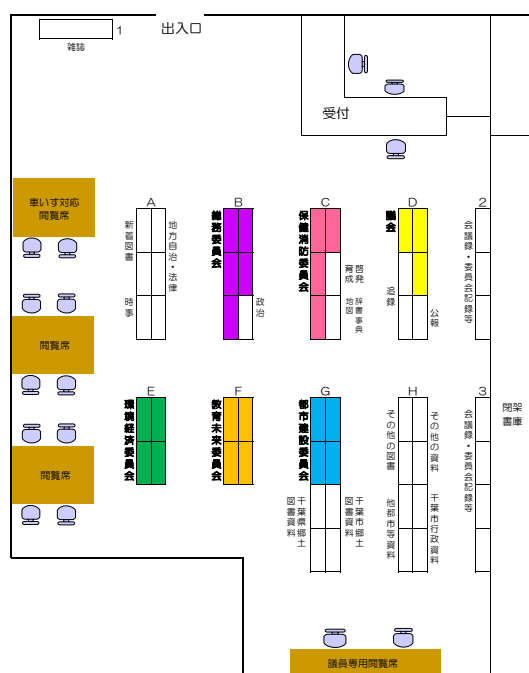 1
出入口
雑誌
受付
車いす対応
閲覧席
A
B
C
D
2
新着図書
地方自治・法律
総務委員会
保健消防委員会
議会
会議録・委員会記録等
啓発
育成
時事
政治
辞書事典
地図
追録
公報
閲覧席
E
F
G
H
3
環境経済委員会
教育未来委員会
都市建設委員会
その他の図書
その他の資料
会議録・委員会記録等
閉架
書庫
閲覧席
千葉県郷土
図書資料
千葉市郷土
図書資料
他都市等資料
千葉市行政資料
議員専用閲覧席